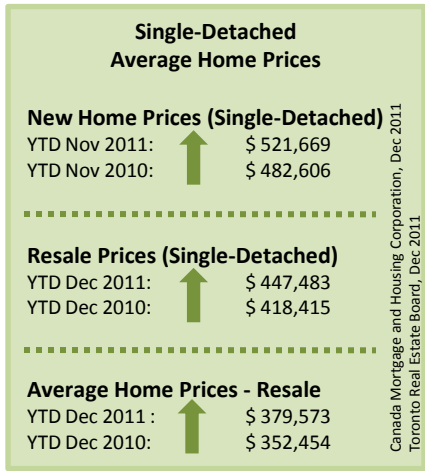 Single-Detached
Average Home Prices
New Home Prices (Single-Detached)
YTD Nov 2011: $ 521,669
YTD Nov 2010: $ 482,606
Resale Prices (Single-Detached)
YTD Dec 2011: $ 447,483
YTD Dec 2010: $ 418,415
Average Home Prices - Resale
YTD Dec 2011 : $ 379,573
YTD Dec 2010: $ 352,454
Canada Mortgage and Housing Corporation, Dec 2011
Toronto Real Estate Board, Dec 2011